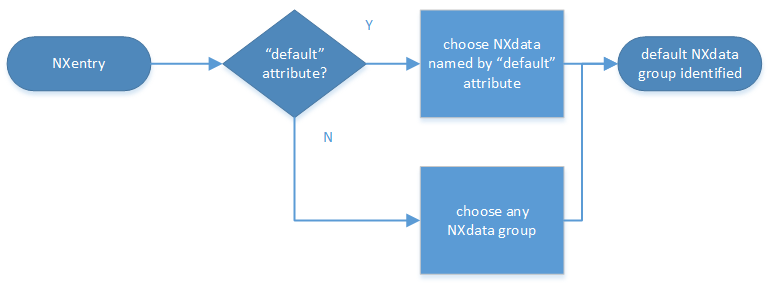 NXentry
“default”
attribute?
Y
choose NXdata
named by “default”
attribute
default NXdata
group identified
N
choose any
NXdata group